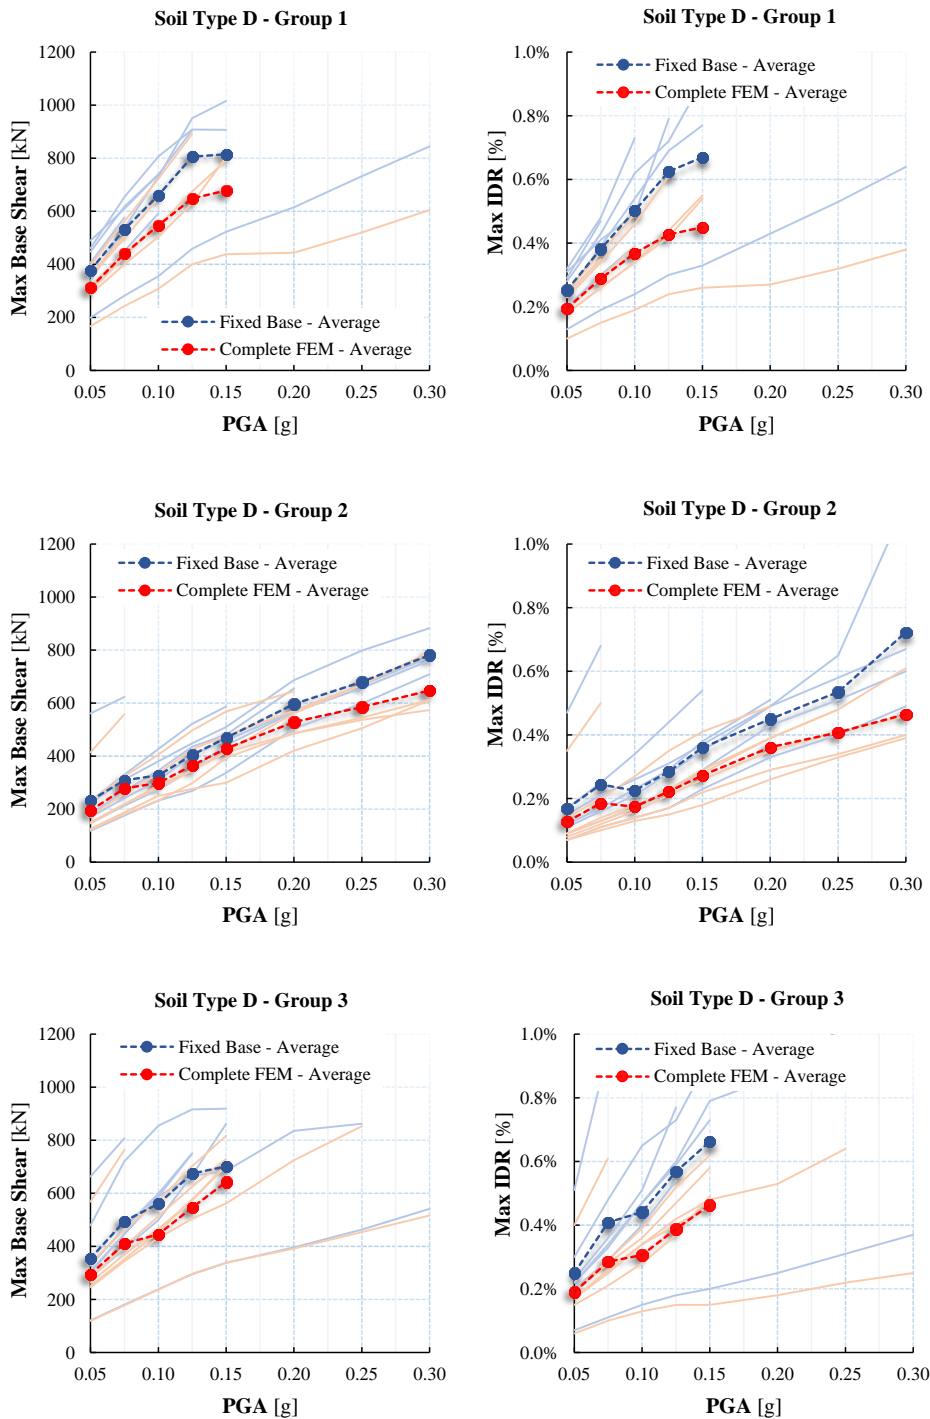 Soil Type D - Group 1
Max Base Shear [kN]
1200
1000
800
600
400
200
0
Fixed Base - Average
Complete FEM - Average
0.05 0.10 0.15 0.20 0.25 0.30
PGA [g]
Soil Type D - Group 1
Max IDR [%]
1.0%
0.8%
0.6%
0.4%
0.2%
0.0%
Fixed Base - Average
Complete FEM - Average
0.05 0.10 0.15 0.20 0.25 0.30
PGA [g]
Soil Type D - Group 2
Max Base Shear [kN]
1200
1000
800
600
400
200
0
Fixed Base - Average
Complete FEM - Average
0.05 0.10 0.15 0.20 0.25 0.30
PGA [g]
Soil Type D - Group 2
Max IDR [%]
1.0%
0.8%
0.6%
0.4%
0.2%
0.0%
Fixed Base - Average
Complete FEM - Average
0.05 0.10 0.15 0.20 0.25 0.30
PGA [g]
Soil Type D - Group 3
Max Base Shear [kN]
1200
1000
800
600
400
200
0
Fixed Base - Average
Complete FEM - Average
0.05 0.10 0.15 0.20 0.25 0.30
PGA [g]
Soil Type D - Group 3
Max IDR [%]
1.0%
0.8%
0.6%
0.4%
0.2%
0.0%
Fixed Base - Average
Complete FEM - Average
0.05 0.10 0.15 0.20 0.25 0.30
PGA [g]